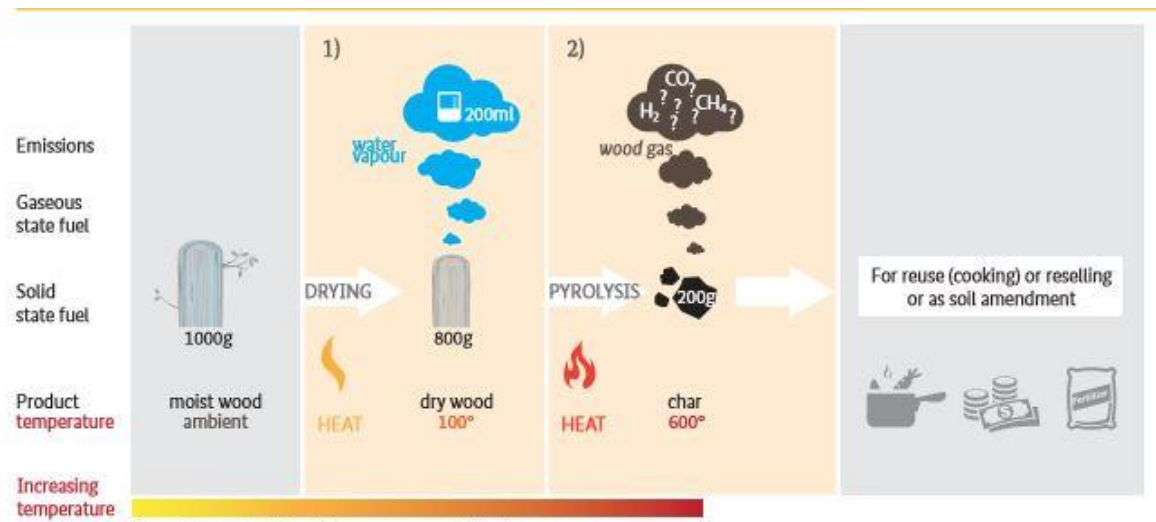 1)
2)
200ml
CO₂
H₂
CH₄
? ? ? ? ? ?
Emissions
water
vapour
wood gas
Gaseous
state fuel
Solid
state fuel
DRYING
PYROLYSIS
200g
For reuse (cooking) or reselling
or as soil amendment
1000g
800g
Product
temperature
moist wood
ambient
HEAT
dry wood
100°
HEAT
char
600°
$
Fertilizer
Increasing
temperature